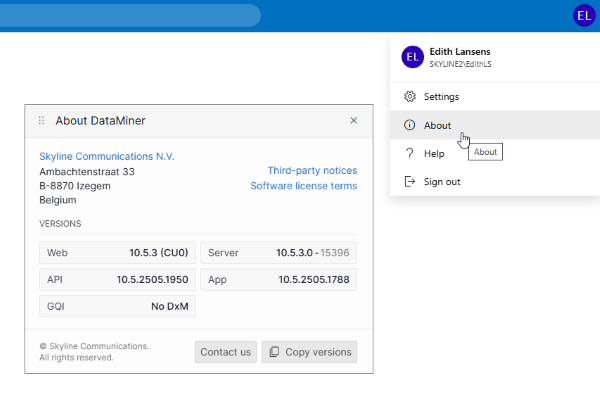 EL
EL
Edith Lansens
SKYLINE2\EdithLS
Settings
About
Help
About
Sign out
About DataMiner
Skyline Communications N.V.
Ambachtenstraat 33
B-8870 Izegem
Belgium
Third-party notices
Software license terms
VERSIONS
Web 10.5.3 (CU0)
Server 10.5.3.0 - 15396
API 10.5.2505.1950
App 10.5.2505.1788
GQI No DxM
© Skyline Communications.
All rights reserved.
Contact us
Copy versions